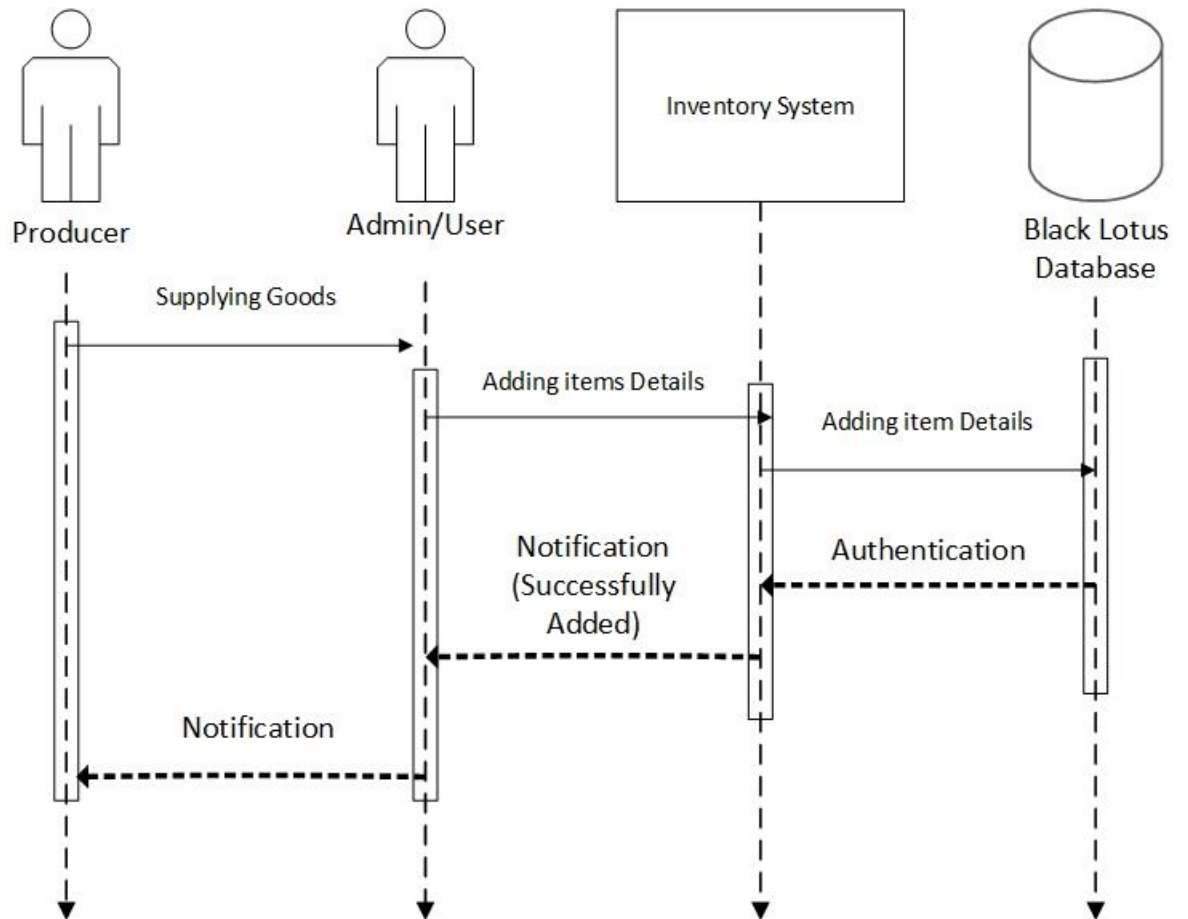 Inventory System
Producer
Admin/User
Black Lotus
Database
Supplying Goods
Adding items Details
Adding item Details
Notification
(Successfully
Added)
Authentication
Notification